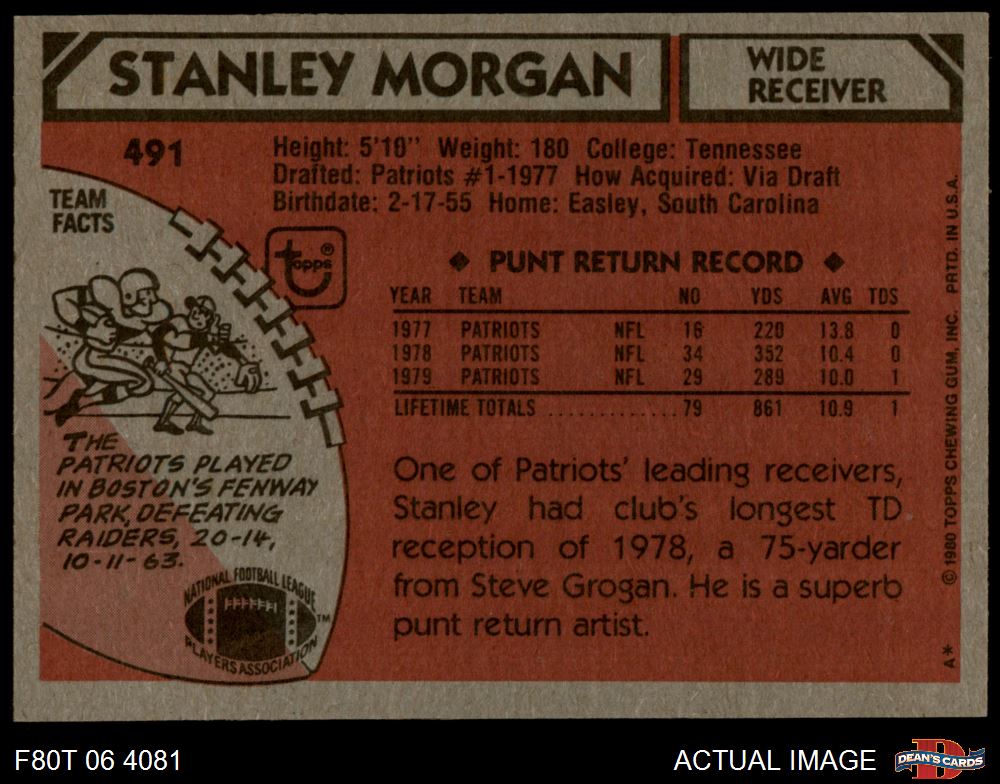 STANLEY MORGAN
WIDE
RECEIVER
491
Height: 5'10" Weight: 180 College: Tennessee
Drafted: Patriots #1-1977 How Acquired: Via Draft
Birthdate: 2-17-55 Home: Easley, South Carolina
TEAM
FACTS
topps®
THE
PATRIOTS PLAYED
IN BOSTON'S FENWAY
PARK, DEFEATING
RAIDERS, 20-14,
10-11-63.
NATIONAL FOOTBALL LEAGUE
PLAYERS ASSOCIATION
TM
◆ PUNT RETURN RECORD ◆
YEAR TEAM NO YDS AVG TDS
1977 PATRIOTS NFL 16 220 13.8 0
1978 PATRIOTS NFL 34 352 10.4 0
1979 PATRIOTS NFL 29 289 10.0 1
LIFETIME TOTALS ............. 79 861 10.9 1
One of Patriots' leading receivers,
Stanley had club's longest TD
reception of 1978, a 75-yarder
from Steve Grogan. He is a superb
punt return artist.
© 1980 TOPPS CHEWING GUM, INC. PRTD. IN U.S.A.
A*
F80T 06 4081
ACTUAL IMAGE
D
DEAN'S CARDS